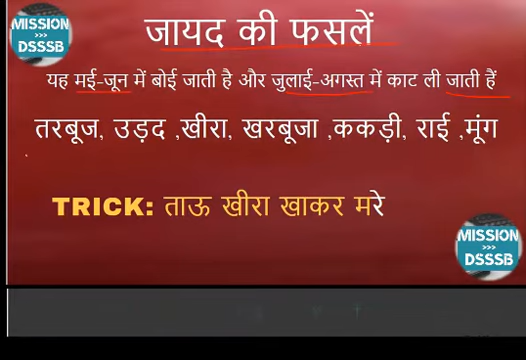 MISSION
>>>
DSSSB
जायद की फसलें
यह मई-जून में बोई जाती है और जुलाई-अगस्त में काट ली जाती हैं
तरबूज, उड़द ,खीरा, खरबूजा ,ककड़ी, राई ,मूंग
TRICK: ताऊ खीरा खाकर मरे
MISSION
>>>
DSSSB